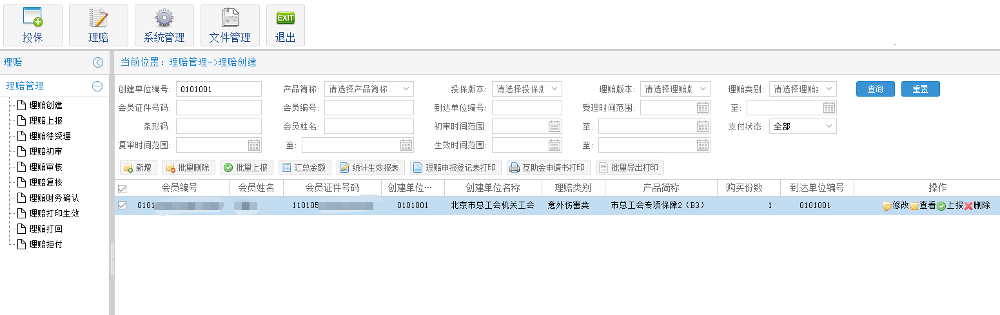 投保 理赔 系统管理 文件管理 EXIT 退出
理赔
当前位置：理赔管理->理赔创建
理赔管理
理赔创建
理赔上报
理赔待受理
理赔初审
理赔审核
理赔复核
理赔财务确认
理赔打印生效
理赔打回
理赔拒付
创建单位编号: 0101001 产品简称: 请选择产品简称 投保版本: 请选择投保 理赔版本: 请选择理赔 理赔类别: 请选择理赔 查询 重置
会员证件号码: 会员编号: 到达单位编号: 受理时间范围: 至:
条形码: 会员姓名: 初审时间范围: 至: 支付状态: 全部
复审时间范围: 至: 生效时间范围: 至:
新增 批量删除 批量上报 汇总金额 统计生效报表 理赔申报登记表打印 互助金申请书打印 批量导出打印
会员编号 会员姓名 会员证件号码 创建单位… 创建单位名称 理赔类别 产品简称 购买份数 到达单位编号 操作
0101 110105 0101001 北京市总工会机关工会 意外伤害类 市总工会专项保障2（B3） 1 0101001 修改 查看 上报 删除